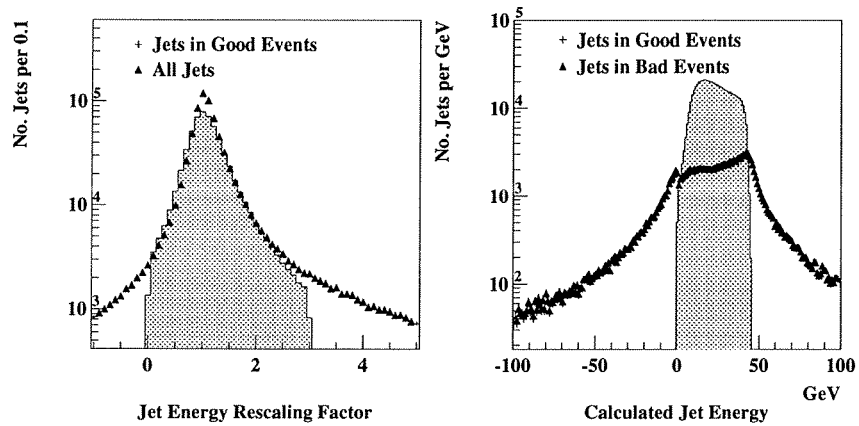 No. Jets per 0.1
+ Jets in Good Events
▲ All Jets
10^5
10^4
10^3
0
2
4
Jet Energy Rescaling Factor
No. Jets per GeV
+ Jets in Good Events
▲ Jets in Bad Events
10^5
10^4
10^3
10^2
-100
-50
0
50
100
GeV
Calculated Jet Energy